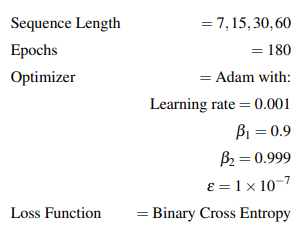 Sequence Length = 7,15,30,60
Epochs = 180
Optimizer = Adam with:
Learning rate = 0.001
β₁ = 0.9
β₂ = 0.999
ε = 1 × 10⁻⁷
Loss Function = Binary Cross Entropy